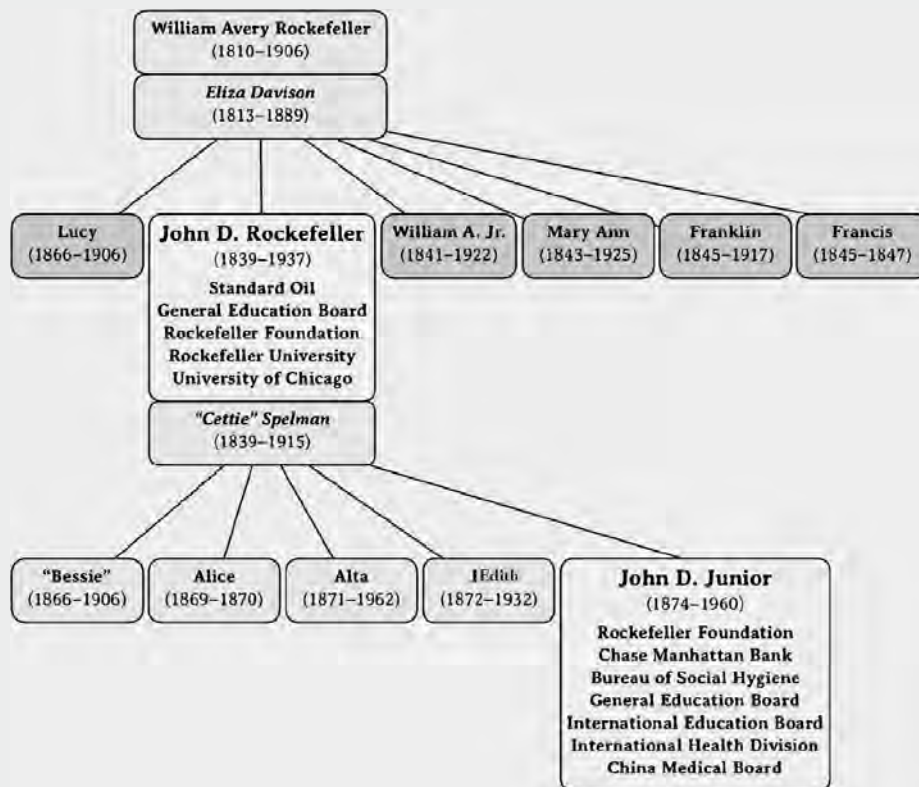 William Avery Rockefeller
(1810–1906)
Eliza Davison
(1813–1889)
Lucy
(1866–1906)
John D. Rockefeller
(1839–1937)
Standard Oil
General Education Board
Rockefeller Foundation
Rockefeller University
University of Chicago
William A. Jr.
(1841–1922)
Mary Ann
(1843–1925)
Franklin
(1845–1917)
Francis
(1845–1847)
"Cettie" Spelman
(1839–1915)
"Bessie"
(1866–1906)
Alice
(1869–1870)
Alta
(1871–1962)
Edith
(1872–1932)
John D. Junior
(1874–1960)
Rockefeller Foundation
Chase Manhattan Bank
Bureau of Social Hygiene
General Education Board
International Education Board
International Health Division
China Medical Board